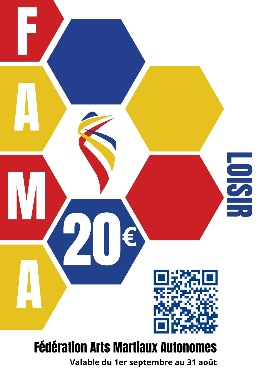 F
A
M
A
20€
LOISIR
Fédération Arts Martiaux Autonomes
Valable du 1er septembre au 31 août